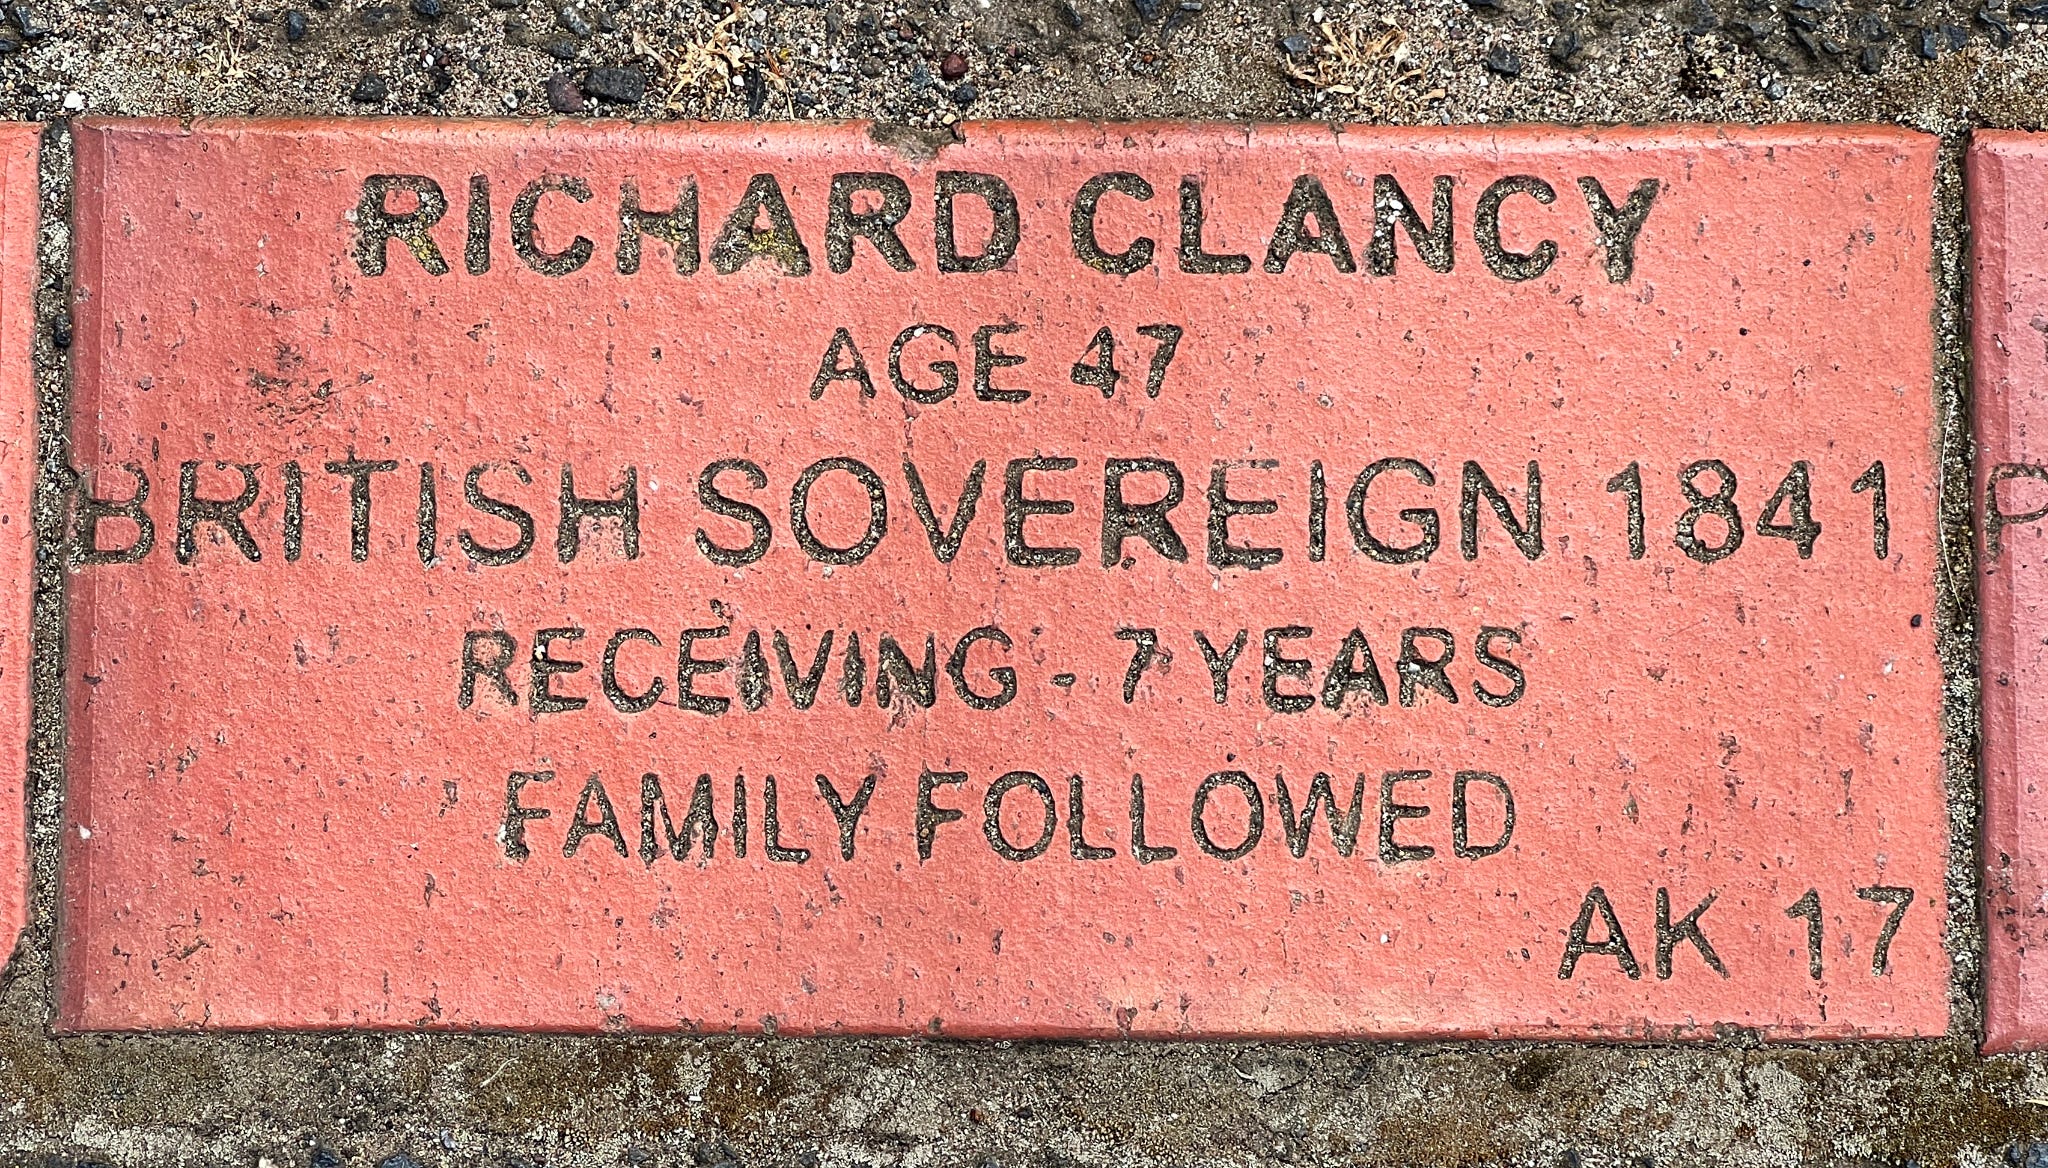 RICHARD CLANCY
AGE 47
BRITISH SOVEREIGN 1841
RECEIVING - 7 YEARS
FAMILY FOLLOWED
AK 17